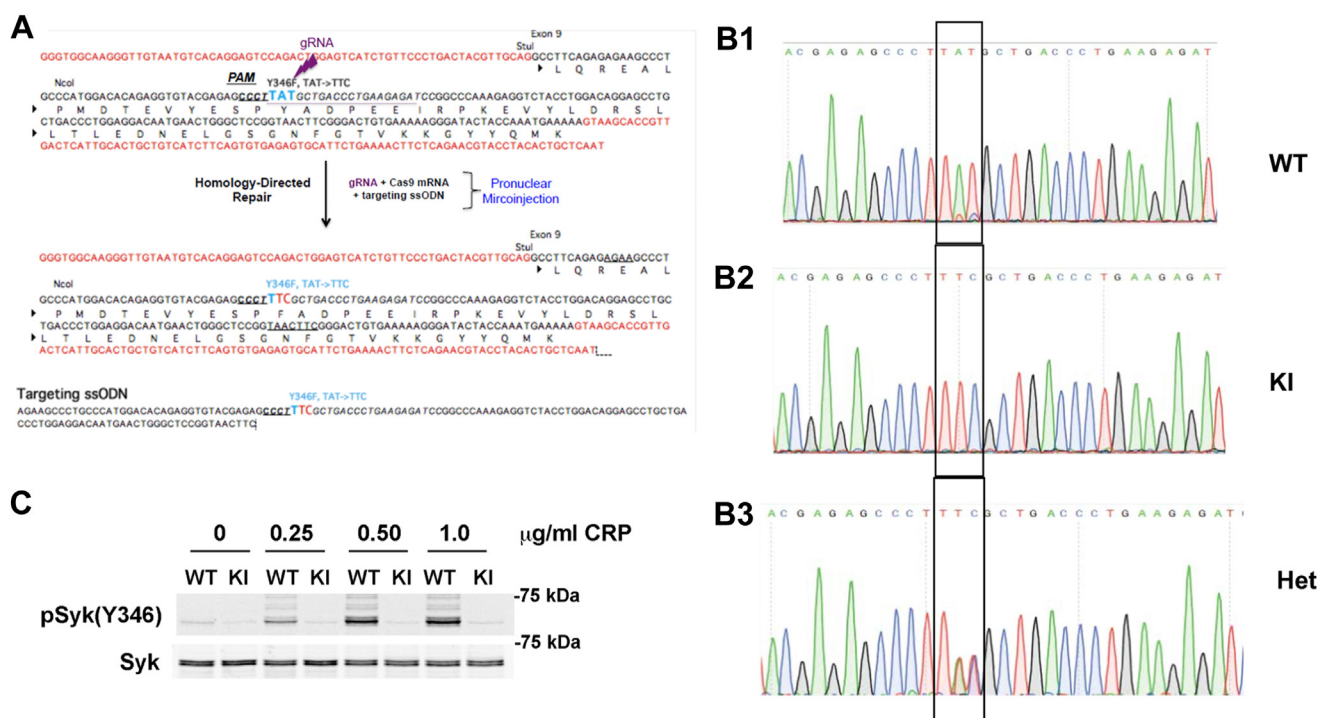 A
gRNA
Exon 9
StuI
GGGTGGCAAGGGTTGTAATGTCACAGGAGTCCAGACTGGAGTCATCTGTTCCCTGACTACGTTGCAGGCCTTCAGAGAGAAGCCCT
L Q R E A L
NcoI
PAM
Y346F, TAT->TTC
GCCCATGGACACAGAGGTGTACGAGAGCCCTTATGCTGACCCTGAAGAGATCCGGCCCAAAGAGGTCTACCTGGACAGGAGCCTG
P M D T E V Y E S P Y A D P E E I R P K E V Y L D R S L
CTGACCCTGGAGGACAATGAACTGGGCTCCGGTAACTTCGGGACTGTGAAAAAGGGATACTACCAAATGAAAAAGTAAGCACCGTT
L T L E D N E L G S G N F G T V K K G Y Y Q M K
GACTCATTGCACTGCTGTCATCTTCAGTGTGAGAGTGCATTCTGAAAACTTCTCAGAACGTACCTACACTGCTCAAT
Homology-Directed
Repair
gRNA + Cas9 mRNA
+ targeting ssODN
Pronuclear
Mircoinjection
Exon 9
StuI
GGGTGGCAAGGGTTGTAATGTCACAGGAGTCCAGACTGGAGTCATCTGTTCCCTGACTACGTTGCAGGCCTTCAGAGAGAAGCCCT
L Q R E A L
NcoI
Y346F, TAT->TTC
GCCCATGGACACAGAGGTGTACGAGAGCCCTTTCGCTGACCCTGAAGAGATCCGGCCCAAAGAGGTCTACCTGGACAGGAGCCTGC
P M D T E V Y E S P F A D P E E I R P K E V Y L D R S L
TGACCCTGGAGGACAATGAACTGGGCTCCGGTAACTTCGGGACTGTGAAAAAGGGATACTACCAAATGAAAAAGTAAGCACCGTTG
L T L E D N E L G S G N F G T V K K G Y Y Q M K
ACTCATTGCACTGCTGTCATCTTCAGTGTGAGAGTGCATTCTGAAAACTTCTCAGAACGTACCTACACTGCTCAAT
Targeting ssODN
Y346F, TAT->TTC
AGAAGCCCTGCCCATGGACACAGAGGTGTACGAGAGCCCTTTCGCTGACCCTGAAGAGATCCGGCCCAAAGAGGTCTACCTGGACAGGAGCCTGCTGA
CCCTGGAGGACAATGAACTGGGCTCCGGTAACTTC
B1
A C G A G A G C C C T T A T G C T G A C C C T G A A G A G A T
WT
B2
A C G A G A G C C C T T T C G C T G A C C C T G A A G A G A T
KI
B3
A C G A G A G C C C T T T C G C T G A C C C T G A A G A G A T
Het
C
0 0.25 0.50 1.0 µg/ml CRP
WT KI WT KI WT KI WT KI
-75 kDa
pSyk(Y346)
-75 kDa
Syk